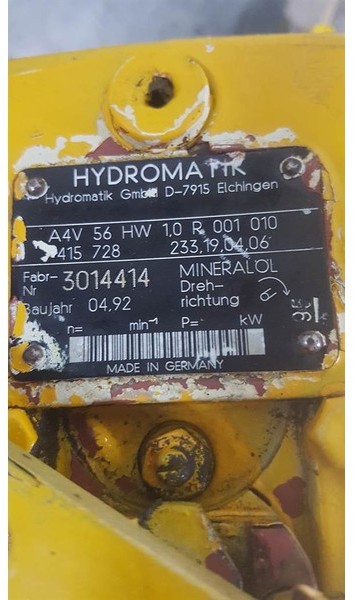 HYDROMATIK
Hydromatik GmbH D-7915 Elchingen
A4V 56 HW 1,0 R 001 010
415 728 233,19,04,06
Fabr- 3014414 MINERALÖL
Nr Dreh-
richtung R
Baujahr 04,92
n= min⁻¹ P= kW
MADE IN GERMANY